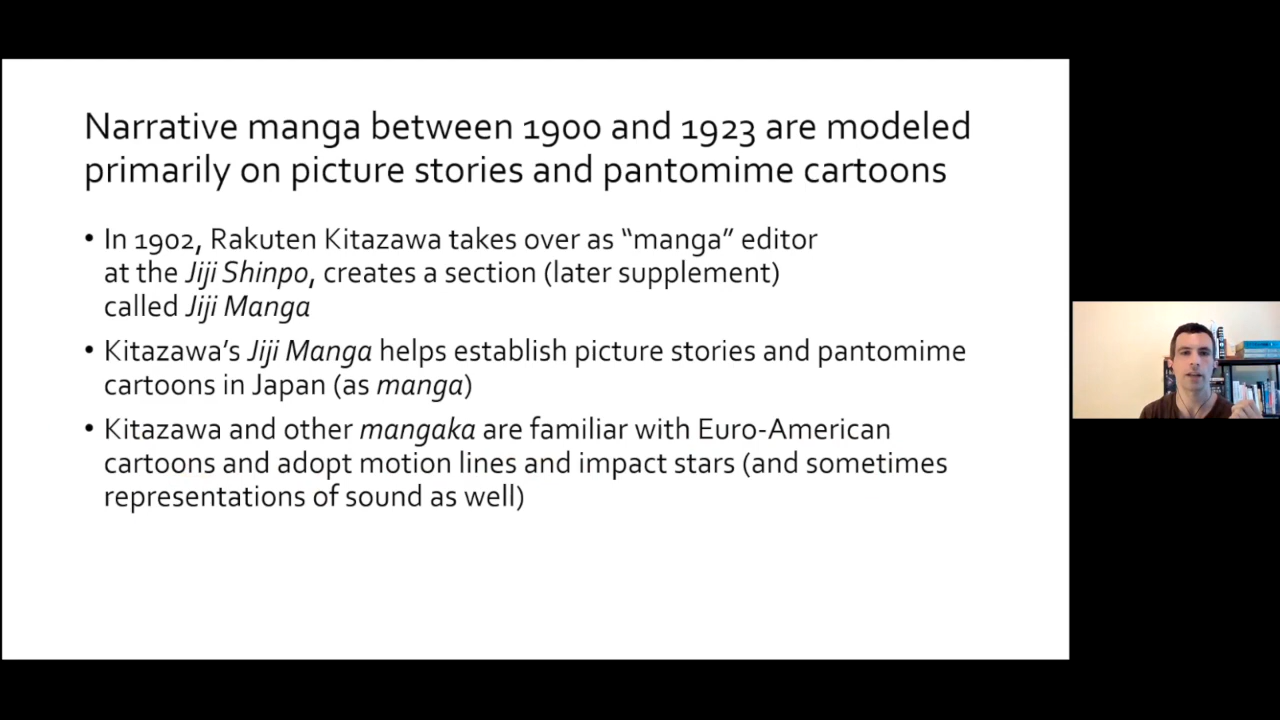 Narrative manga between 1900 and 1923 are modeled
primarily on picture stories and pantomime cartoons
• In 1902, Rakuten Kitazawa takes over as “manga” editor
at the Jiji Shinpo, creates a section (later supplement)
called Jiji Manga
• Kitazawa’s Jiji Manga helps establish picture stories and pantomime
cartoons in Japan (as manga)
• Kitazawa and other mangaka are familiar with Euro-American
cartoons and adopt motion lines and impact stars (and sometimes
representations of sound as well)